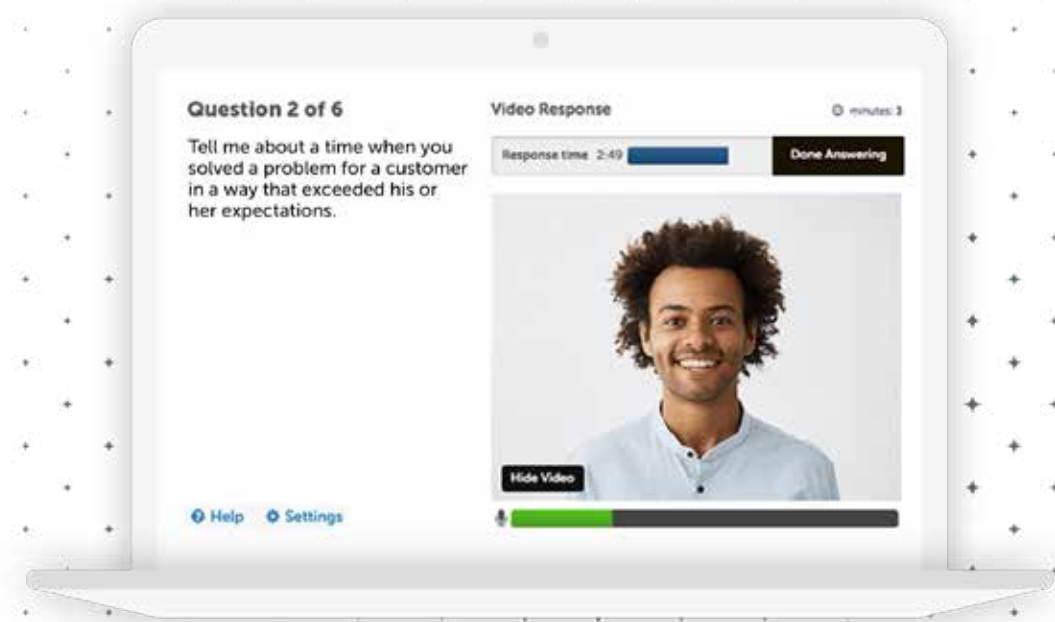 Question 2 of 6
Tell me about a time when you
solved a problem for a customer
in a way that exceeded his or
her expectations.
Help Settings
Video Response
minutes: 3
Response time 2:49
Done Answering
Hide Video